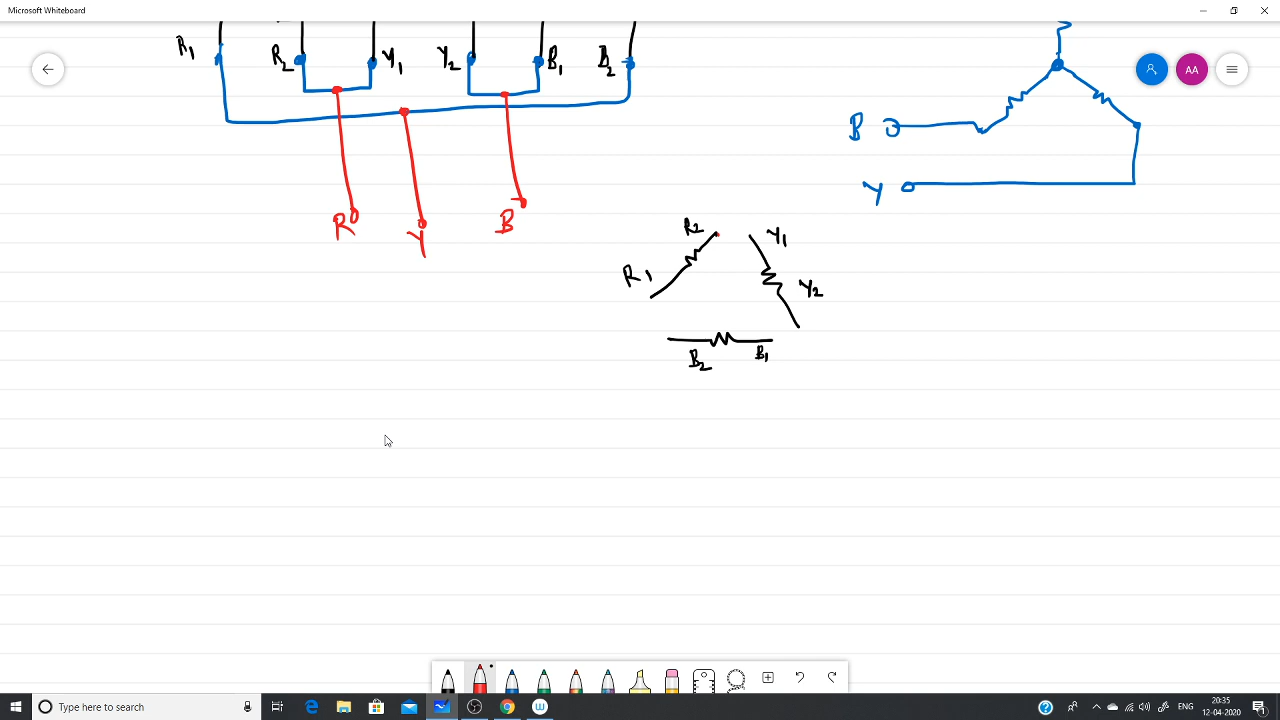 Microsoft Whiteboard
R1 R2 Y1 Y2 B1 B2
AA
B
Y
R Y B
R2 Y1
R1 Y2
B2 B1
Type here to search
ENG
20:35
12-04-2020